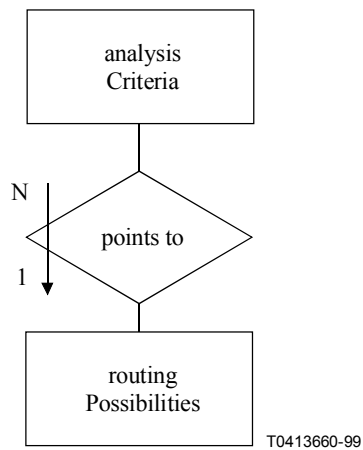 analysis
Criteria
N
points to
1
routing
Possibilities
T0413660-99